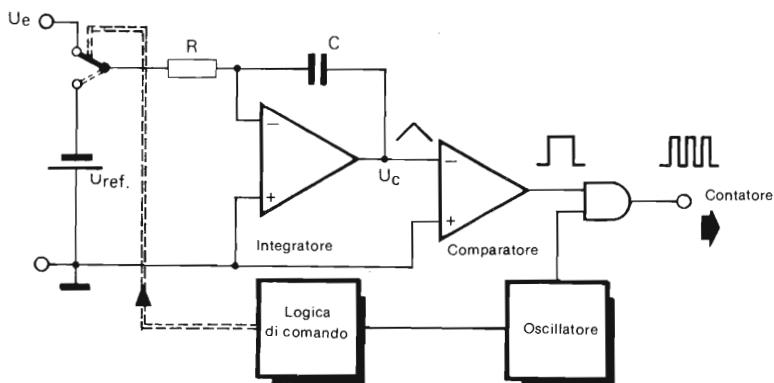 Ue
R
C
−
+
Uref.
Uc
Integratore
−
+
Comparatore
Contatore
Logica
di comando
Oscillatore